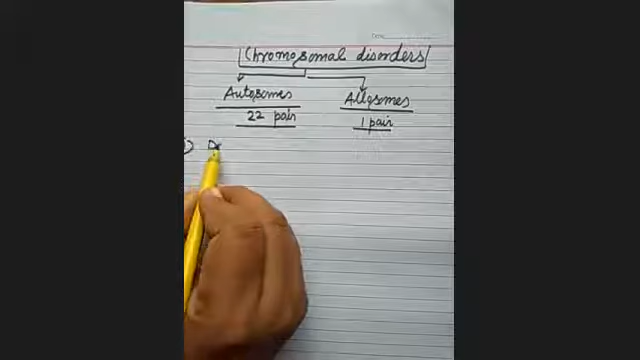 Chromosomal disorders
Autosomes Allosomes
22 pair 1 pair